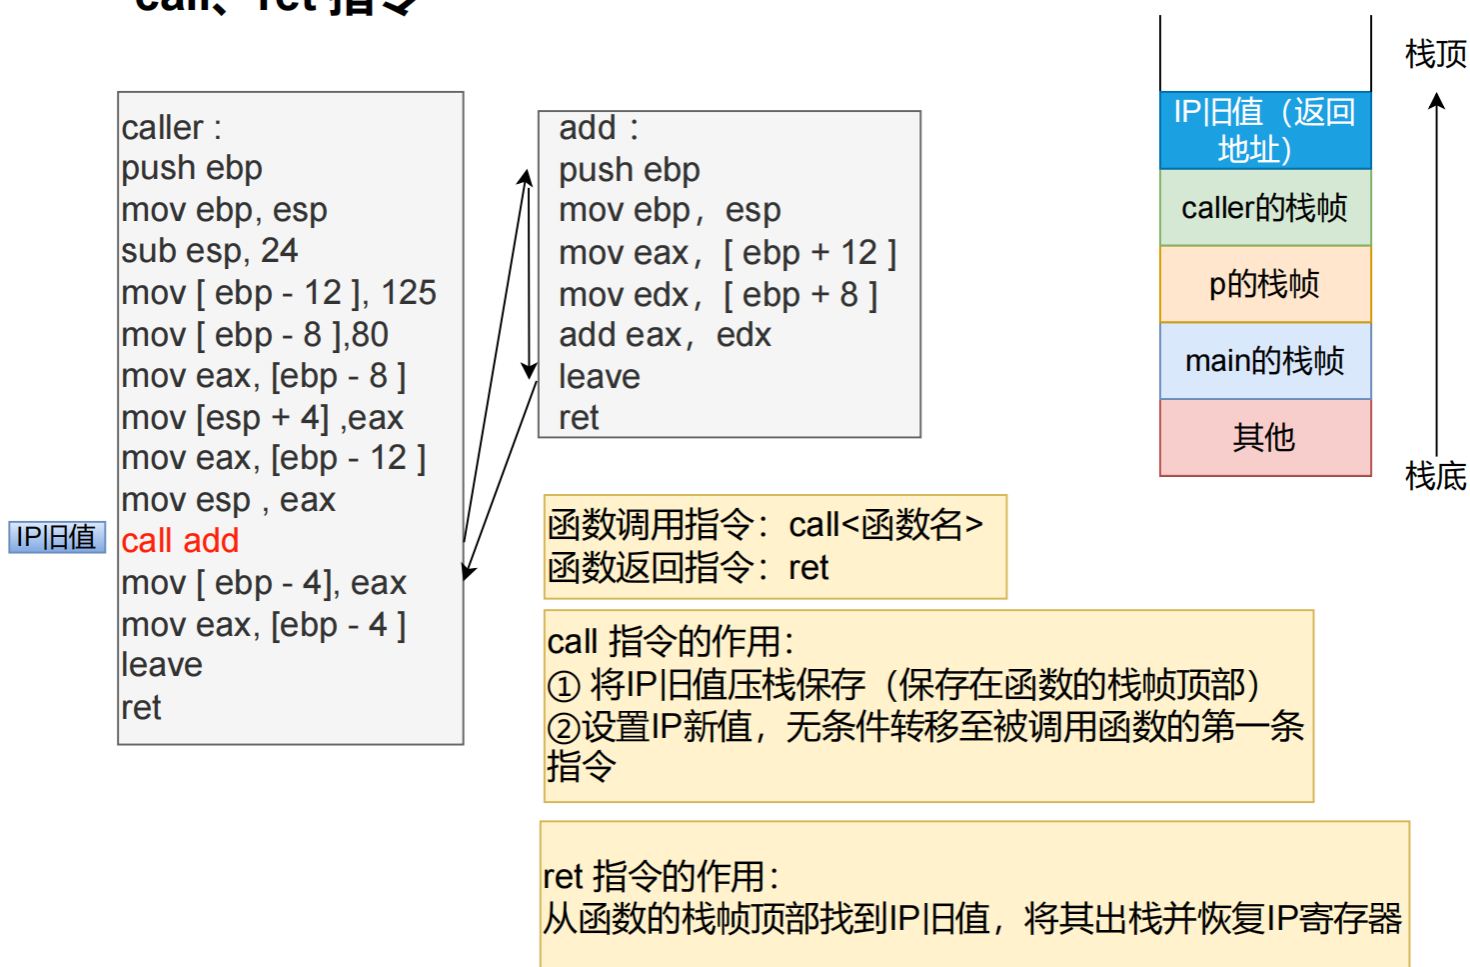 call、ret 指令
caller :
push ebp
mov ebp, esp
sub esp, 24
mov [ ebp - 12 ], 125
mov [ ebp - 8 ],80
mov eax, [ebp - 8 ]
mov [esp + 4] ,eax
mov eax, [ebp - 12 ]
mov esp , eax
call add
mov [ ebp - 4], eax
mov eax, [ebp - 4 ]
leave
ret
IP旧值
add：
push ebp
mov ebp，esp
mov eax，[ ebp + 12 ]
mov edx，[ ebp + 8 ]
add eax，edx
leave
ret
栈顶
IP旧值（返回
地址）
caller的栈帧
p的栈帧
main的栈帧
其他
栈底
函数调用指令：call<函数名>
函数返回指令：ret
call 指令的作用：
① 将IP旧值压栈保存（保存在函数的栈帧顶部）
②设置IP新值，无条件转移至被调用函数的第一条
指令
ret 指令的作用：
从函数的栈帧顶部找到IP旧值，将其出栈并恢复IP寄存器